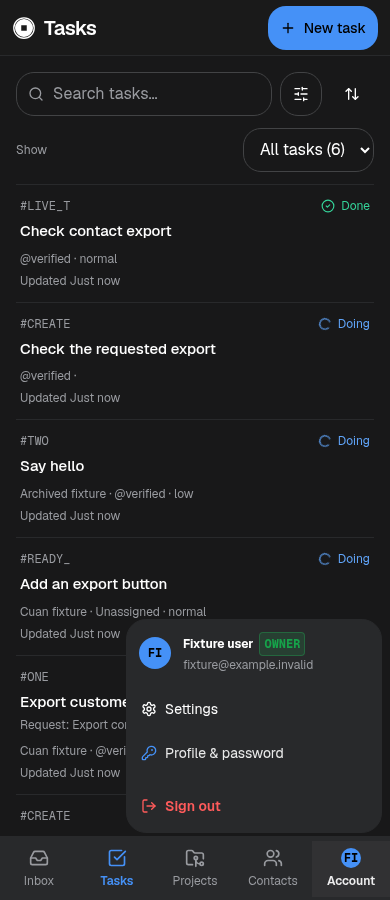 Tasks
+ New task
Search tasks...
Show
All tasks (6)
#LIVE_T
Done
Check contact export
@verified · normal
Updated Just now
#CREATE
Doing
Check the requested export
@verified ·
Updated Just now
#TWO
Doing
Say hello
Archived fixture · @verified · low
Updated Just now
#READY_
Doing
Add an export button
Cuan fixture · Unassigned · normal
Updated Just now
#ONE
Export custome
Request: Export con
Cuan fixture · @veri
Updated Just now
#CREATE
FI
Fixture user
OWNER
fixture@example.invalid
Settings
Profile & password
Sign out
Inbox
Tasks
Projects
Contacts
FI
Account